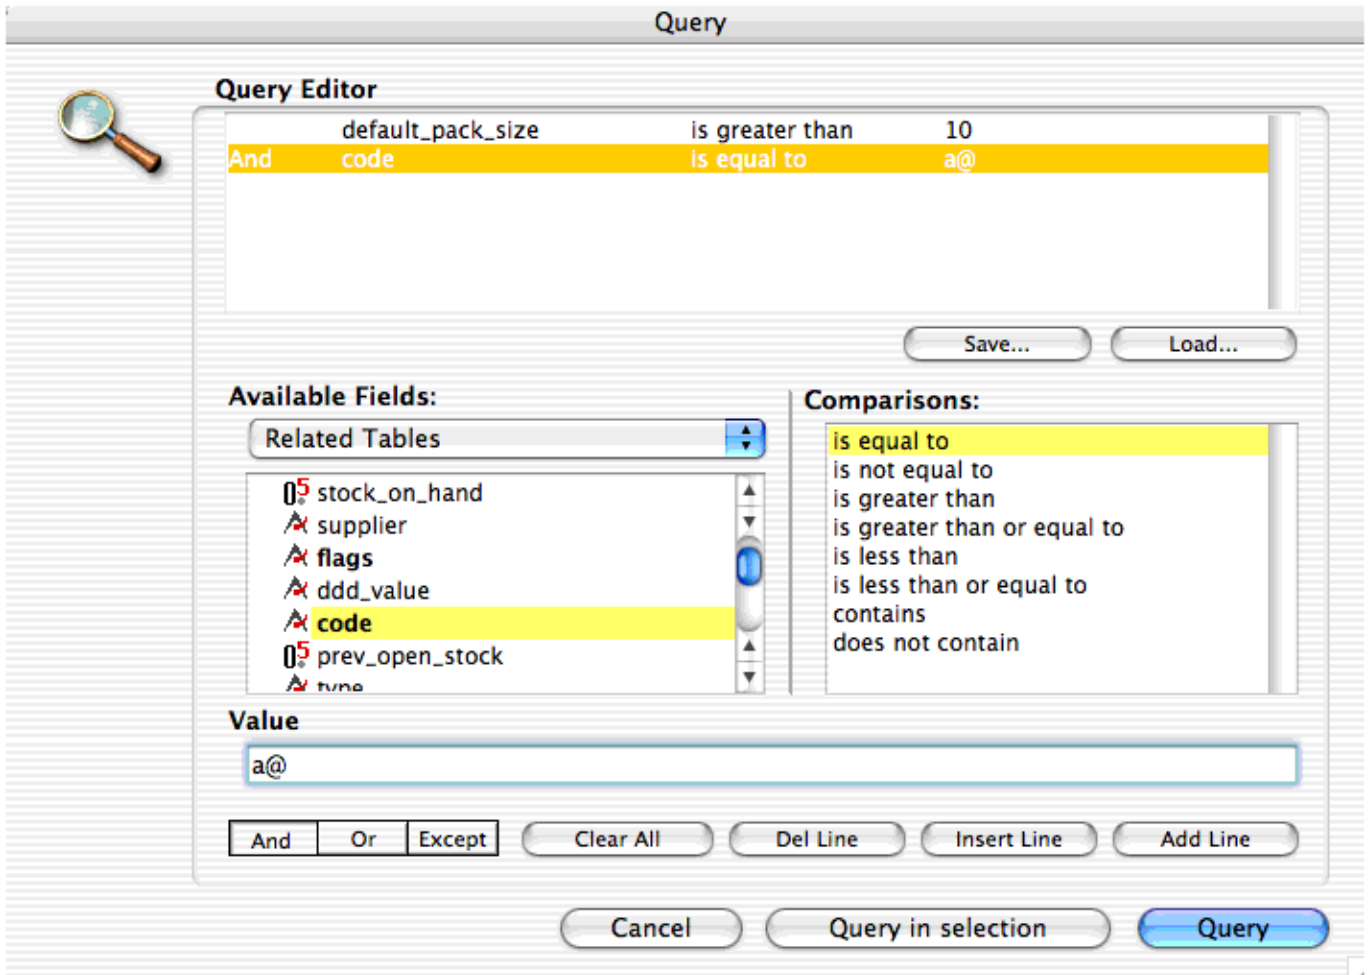 Query
Query Editor
default_pack_size is greater than 10
And code is equal to a@
Save... Load...
Available Fields:
Related Tables
stock_on_hand
supplier
flags
ddd_value
code
prev_open_stock
type
Comparisons:
is equal to
is not equal to
is greater than
is greater than or equal to
is less than
is less than or equal to
contains
does not contain
Value
a@
And Or Except Clear All Del Line Insert Line Add Line
Cancel Query in selection Query